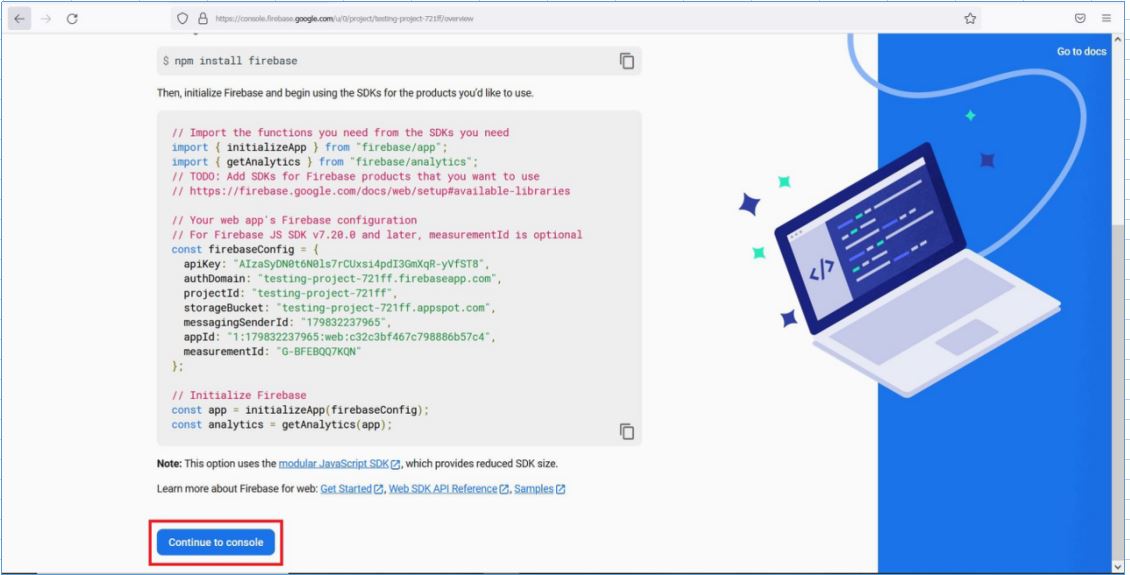 https://console.firebase.google.com/u/0/project/testing-project-721ff/overview
Go to docs
$ npm install firebase
Then, initialize Firebase and begin using the SDKs for the products you'd like to use.
// Import the functions you need from the SDKs you need
import { initializeApp } from "firebase/app";
import { getAnalytics } from "firebase/analytics";
// TODO: Add SDKs for Firebase products that you want to use
// https://firebase.google.com/docs/web/setup#available-libraries
// Your web app's Firebase configuration
// For Firebase JS SDK v7.20.0 and later, measurementId is optional
const firebaseConfig = {
apiKey: "AIzaSyDN0t6N0ls7rCUxsi4pdI3GmXqR-yVfST8",
authDomain: "testing-project-721ff.firebaseapp.com",
projectId: "testing-project-721ff",
storageBucket: "testing-project-721ff.appspot.com",
messagingSenderId: "179832237965",
appId: "1:179832237965:web:c32c3bf467c798886b57c4",
measurementId: "G-BFEBQQ7KQN"
};
// Initialize Firebase
const app = initializeApp(firebaseConfig);
const analytics = getAnalytics(app);
Note: This option uses the modular JavaScript SDK, which provides reduced SDK size.
Learn more about Firebase for web: Get Started, Web SDK API Reference, Samples
Continue to console